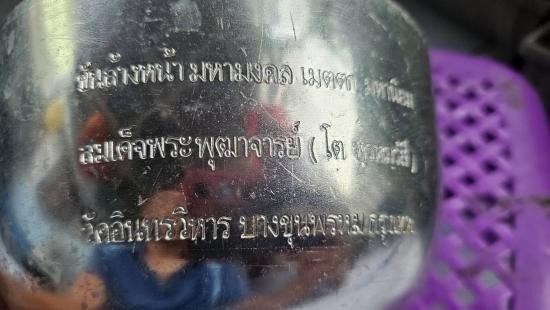 ขันล้างหน้า มหามงคล เมตตา มหานิยม
สมเด็จพระพุฒาจารย์ ( โต พรหมรังสี )
วัดอินทรวิหาร บางขุนพรหม กรุงเทพ